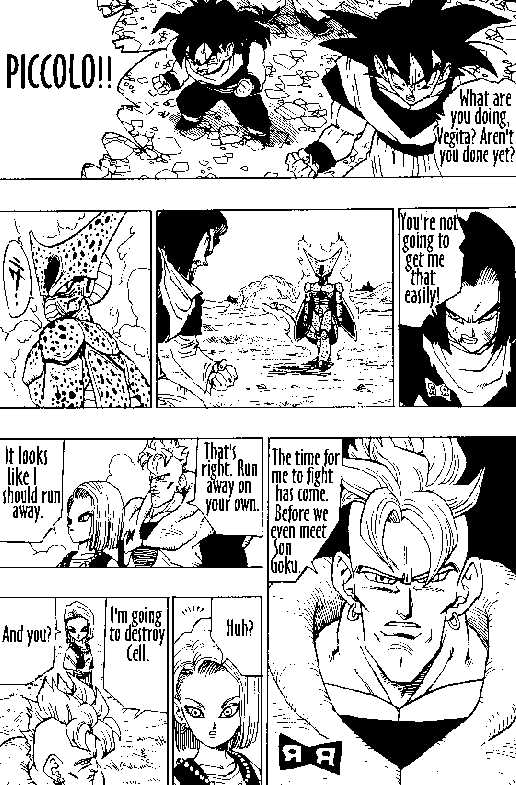 PICCOLO!!
What are
you doing,
Vegita? Aren't
you done yet?
You're not
going to
get me
that
easily!
It looks
like I
should run
away.
That's
right. Run
away on
your own.
The time for
me to fight
has come.
Before we
even meet
Son
Goku.
And you?
I'm going
to destroy
Cell.
Huh?